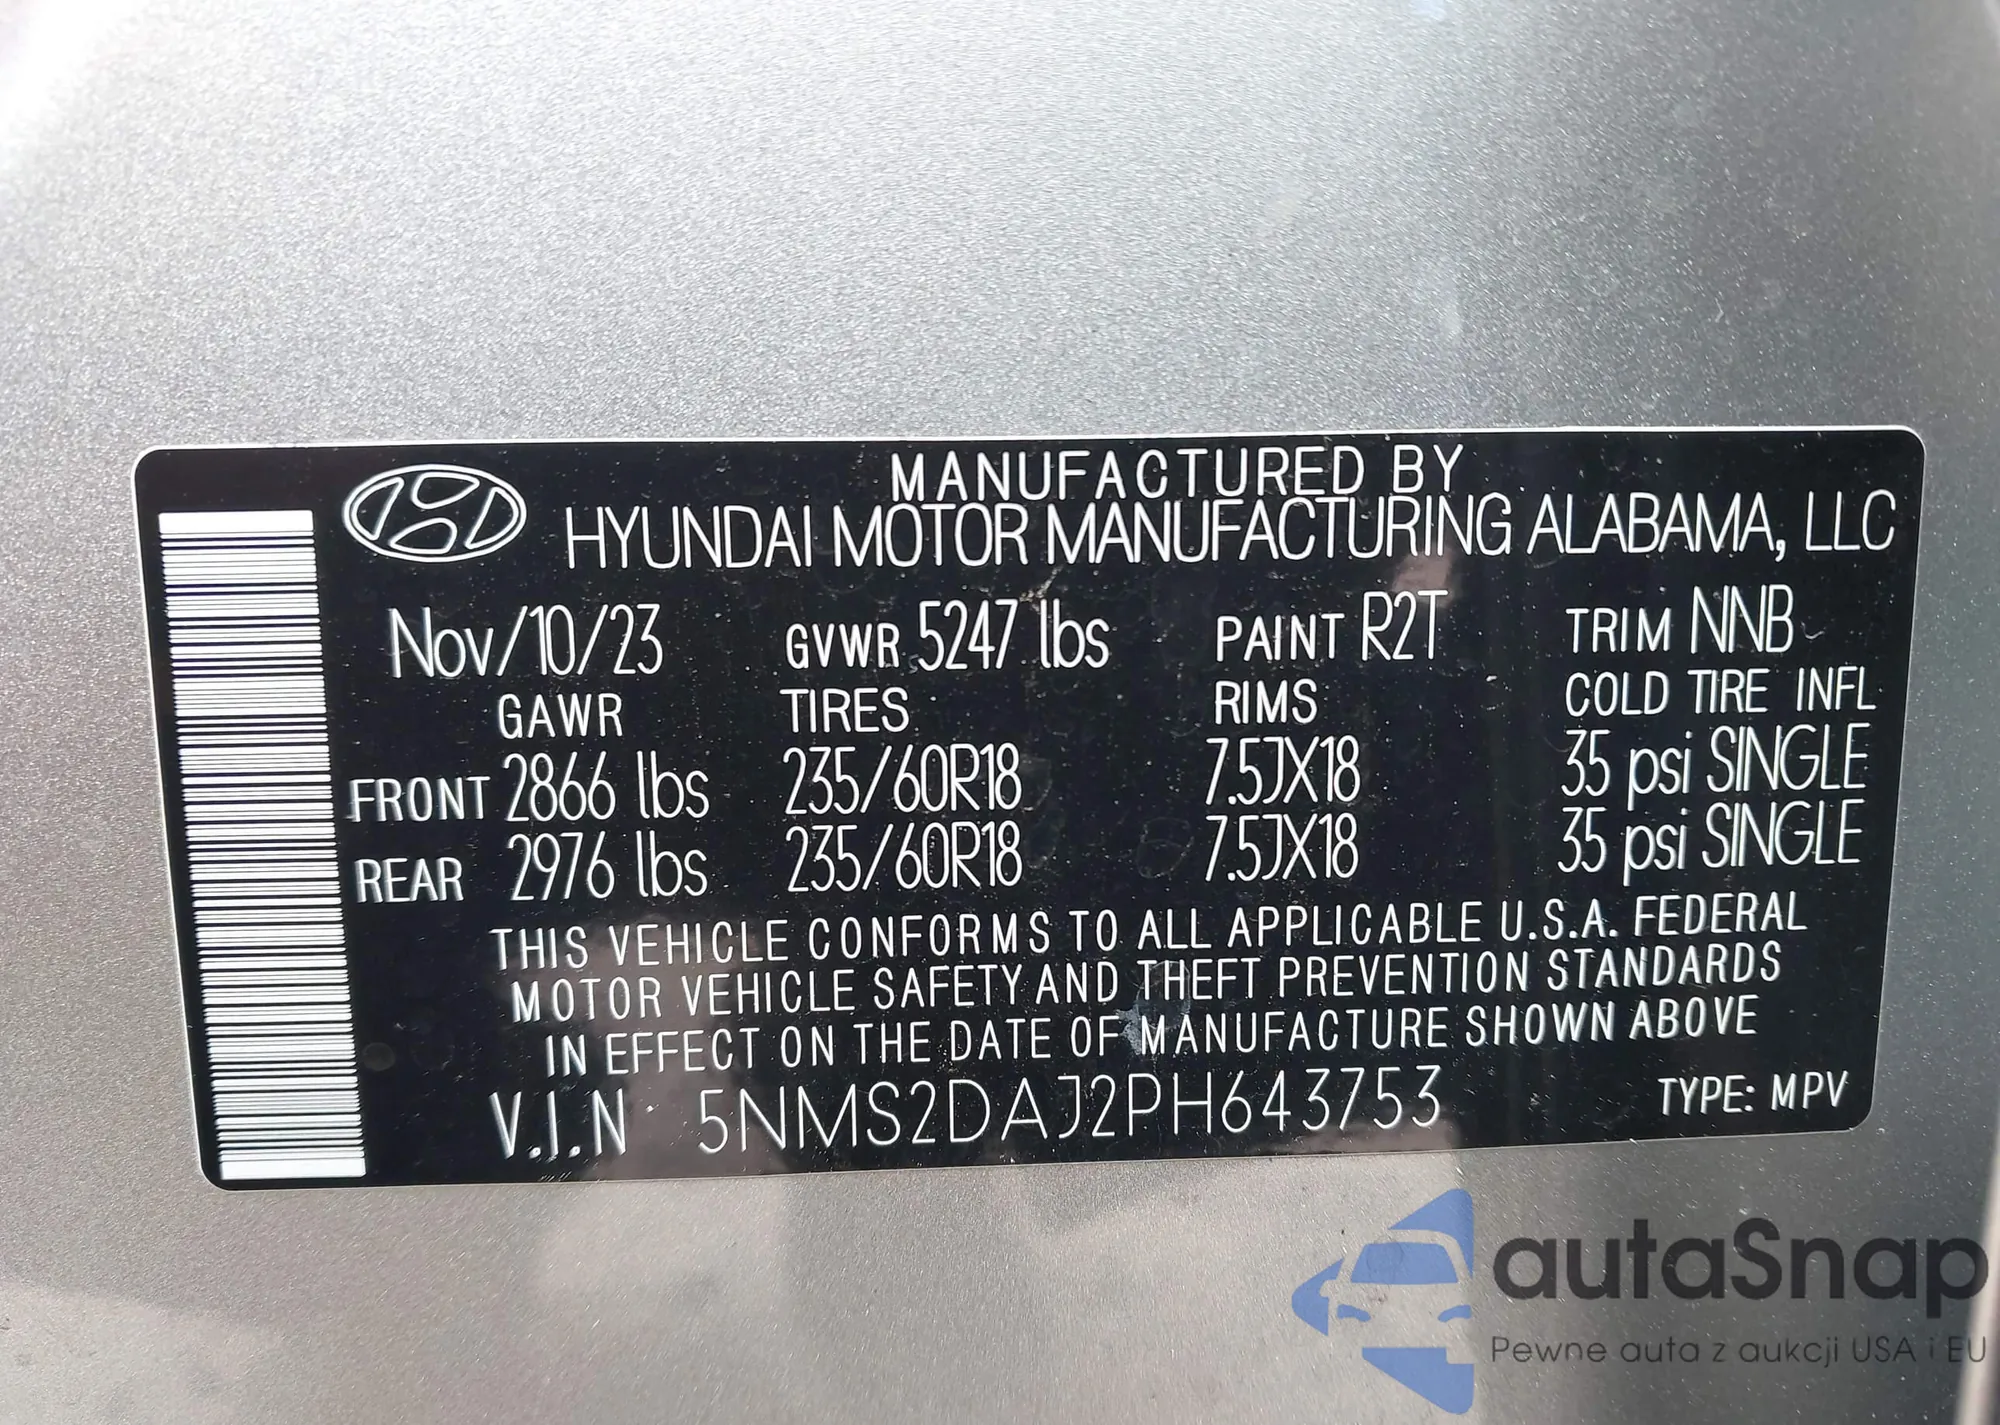 MANUFACTURED BY
HYUNDAI MOTOR MANUFACTURING ALABAMA, LLC
Nov/10/23 GVWR 5247 lbs PAINT R2T TRIM NNB
GAWR TIRES RIMS COLD TIRE INFL
FRONT 2866 lbs 235/60R18 7.5JX18 35 psi SINGLE
REAR 2976 lbs 235/60R18 7.5JX18 35 psi SINGLE
THIS VEHICLE CONFORMS TO ALL APPLICABLE U.S.A. FEDERAL
MOTOR VEHICLE SAFETY AND THEFT PREVENTION STANDARDS
IN EFFECT ON THE DATE OF MANUFACTURE SHOWN ABOVE
V.I.N 5NMS2DAJ2PH643753 TYPE: MPV
autaSnap
Pewne auta z aukcji USA i EU